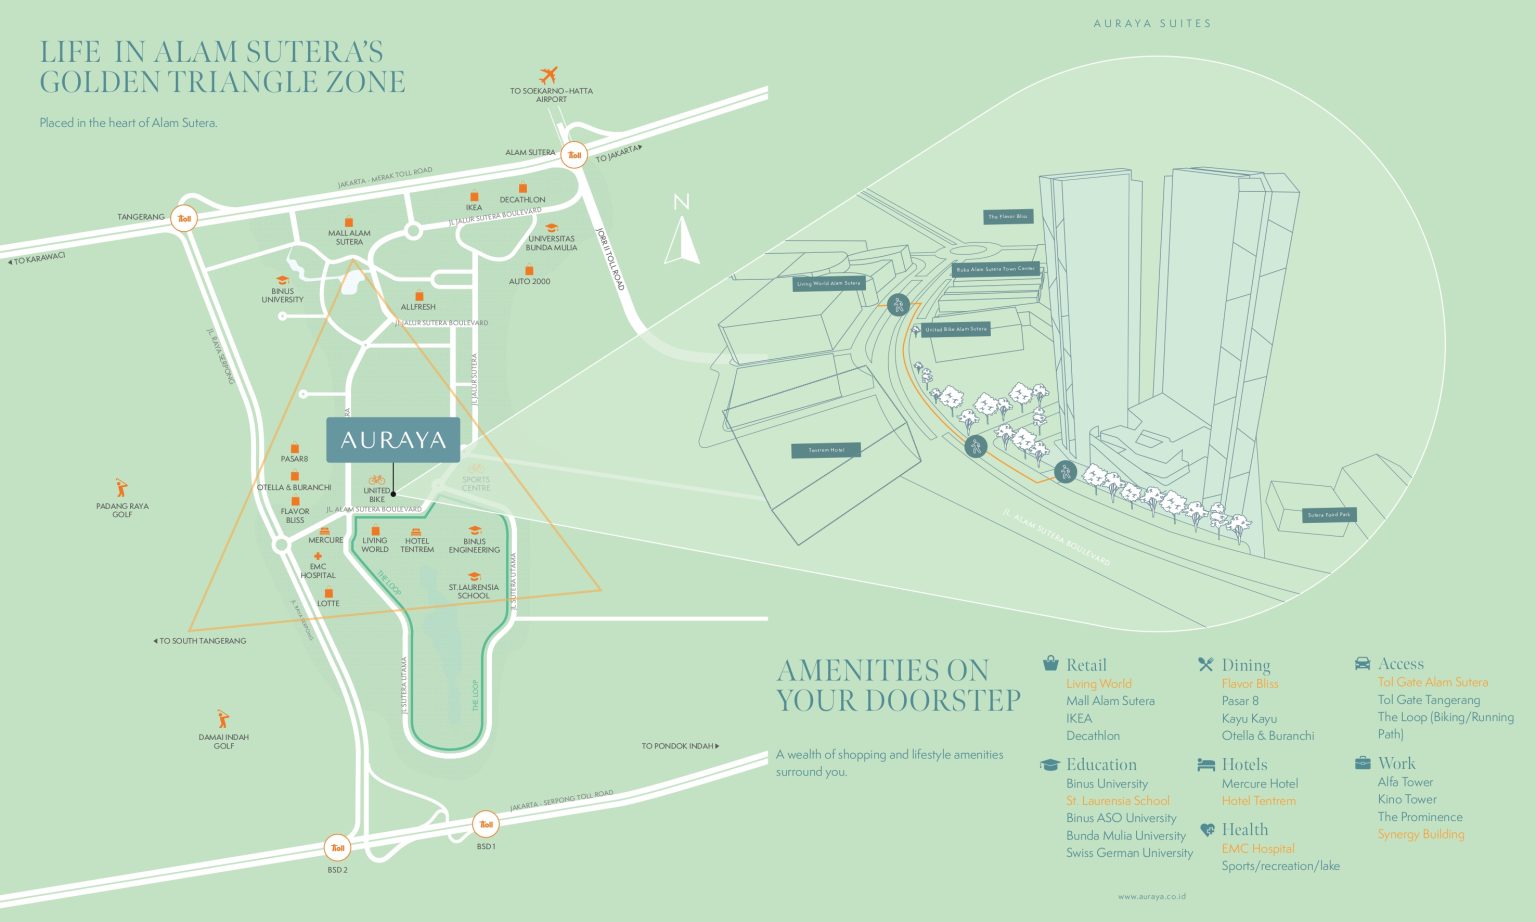 AURAYA SUITES
LIFE IN ALAM SUTERA'S
GOLDEN TRIANGLE ZONE
Placed in the heart of Alam Sutera.
TO SOEKARNO-HATTA
AIRPORT
ALAM SUTERA
Toll
TO JAKARTA
JAKARTA - MERAK TOLL ROAD
TANGERANG
Toll
TO KARAWACI
IKEA
DECATHLON
JL JALUR SUTERA BOULEVARD
MALL ALAM
SUTERA
UNIVERSITAS
BUNDA MULIA
JORR II TOLL ROAD
N
AUTO 2000
BINUS
UNIVERSITY
ALLFRESH
JL JALUR SUTERA BOULEVARD
JL RAYA SERPONG
JL JALUR SUTERA
RA
AURAYA
PASAR8
OTELLA & BURANCHI
FLAVOR
BLISS
UNITED
BIKE
SPORTS
CENTRE
JL. ALAM SUTERA BOULEVARD
PADANG RAYA
GOLF
MERCURE
LIVING
WORLD
HOTEL
TENTREM
BINUS
ENGINEERING
EMC
HOSPITAL
LOTTE
THE LOOP
ST.LAURENSIA
SCHOOL
JL SUTERA UTAMA
JL RAYA SERPONG
TO SOUTH TANGERANG
JL SUTERA UTAMA
THE LOOP
DAMAI INDAH
GOLF
TO PONDOK INDAH
JAKARTA - SERPONG TOLL ROAD
Toll
BSD 1
Toll
BSD 2
The Flavor Bliss
Ruko Alam Sutera Town Center
Living World Alam Sutera
United Bike Alam Sutera
Tentrem Hotel
Sutera Food Park
JL. ALAM SUTERA BOULEVARD
AMENITIES ON
YOUR DOORSTEP
A wealth of shopping and lifestyle amenities
surround you.
Retail
Living World
Mall Alam Sutera
IKEA
Decathlon
Education
Binus University
St. Laurensia School
Binus ASO University
Bunda Mulia University
Swiss German University
Dining
Flavor Bliss
Pasar 8
Kayu Kayu
Otella & Buranchi
Hotels
Mercure Hotel
Hotel Tentrem
Health
EMC Hospital
Sports/recreation/lake
Access
Tol Gate Alam Sutera
Tol Gate Tangerang
The Loop (Biking/Running
Path)
Work
Alfa Tower
Kino Tower
The Prominence
Synergy Building
www.auraya.co.id